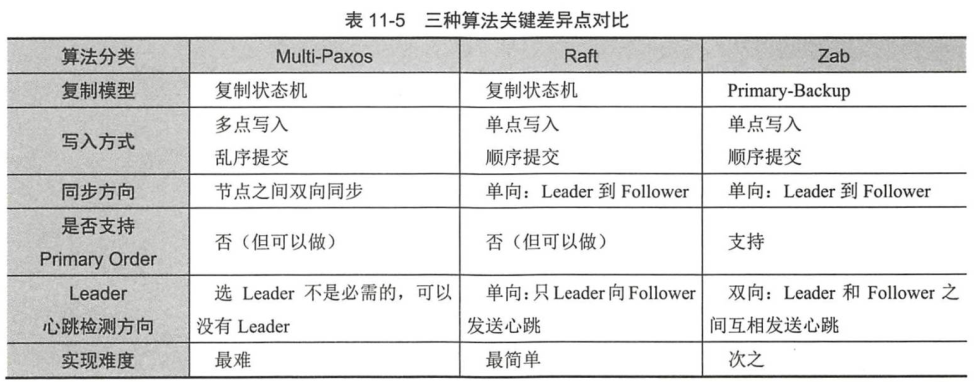 表 11-5 三种算法关键差异点对比
算法分类 Multi-Paxos Raft Zab
复制模型 复制状态机 复制状态机 Primary-Backup
写入方式 多点写入 单点写入 单点写入
乱序提交 顺序提交 顺序提交
同步方向 节点之间双向同步 单向：Leader 到 Follower 单向：Leader 到 Follower
是否支持
Primary Order 否（但可以做） 否（但可以做） 支持
Leader 选 Leader 不是必需的，可以 单向：只 Leader 向 Follower 双向：Leader 和 Follower 之
心跳检测方向 没有 Leader 发送心跳 间互相发送心跳
实现难度 最难 最简单 次之